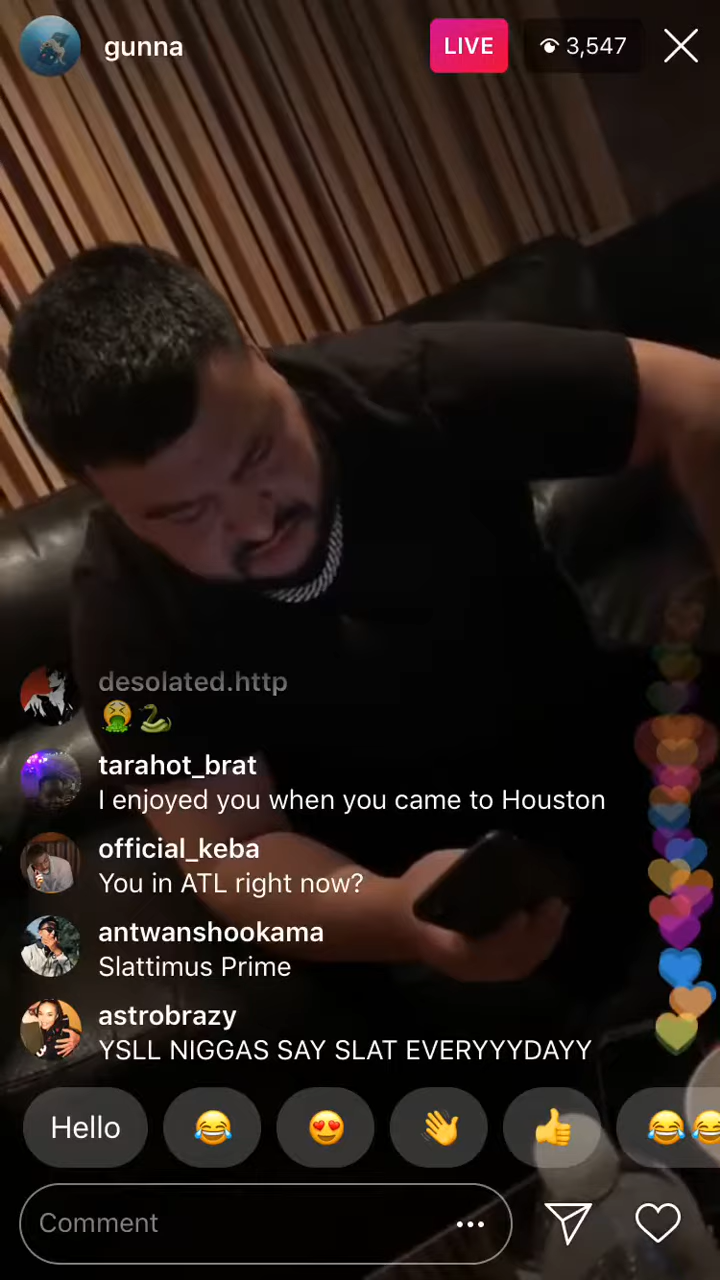 gunna
LIVE
3,547
desolated.http
🤮🐍
tarahot_brat
I enjoyed you when you came to Houston
official_keba
You in ATL right now?
antwanshookama
Slattimus Prime
astrobrazy
YSLL NIGGAS SAY SLAT EVERYYYDAYY
Hello 😂 😍 👋 👍 😂😂
Comment